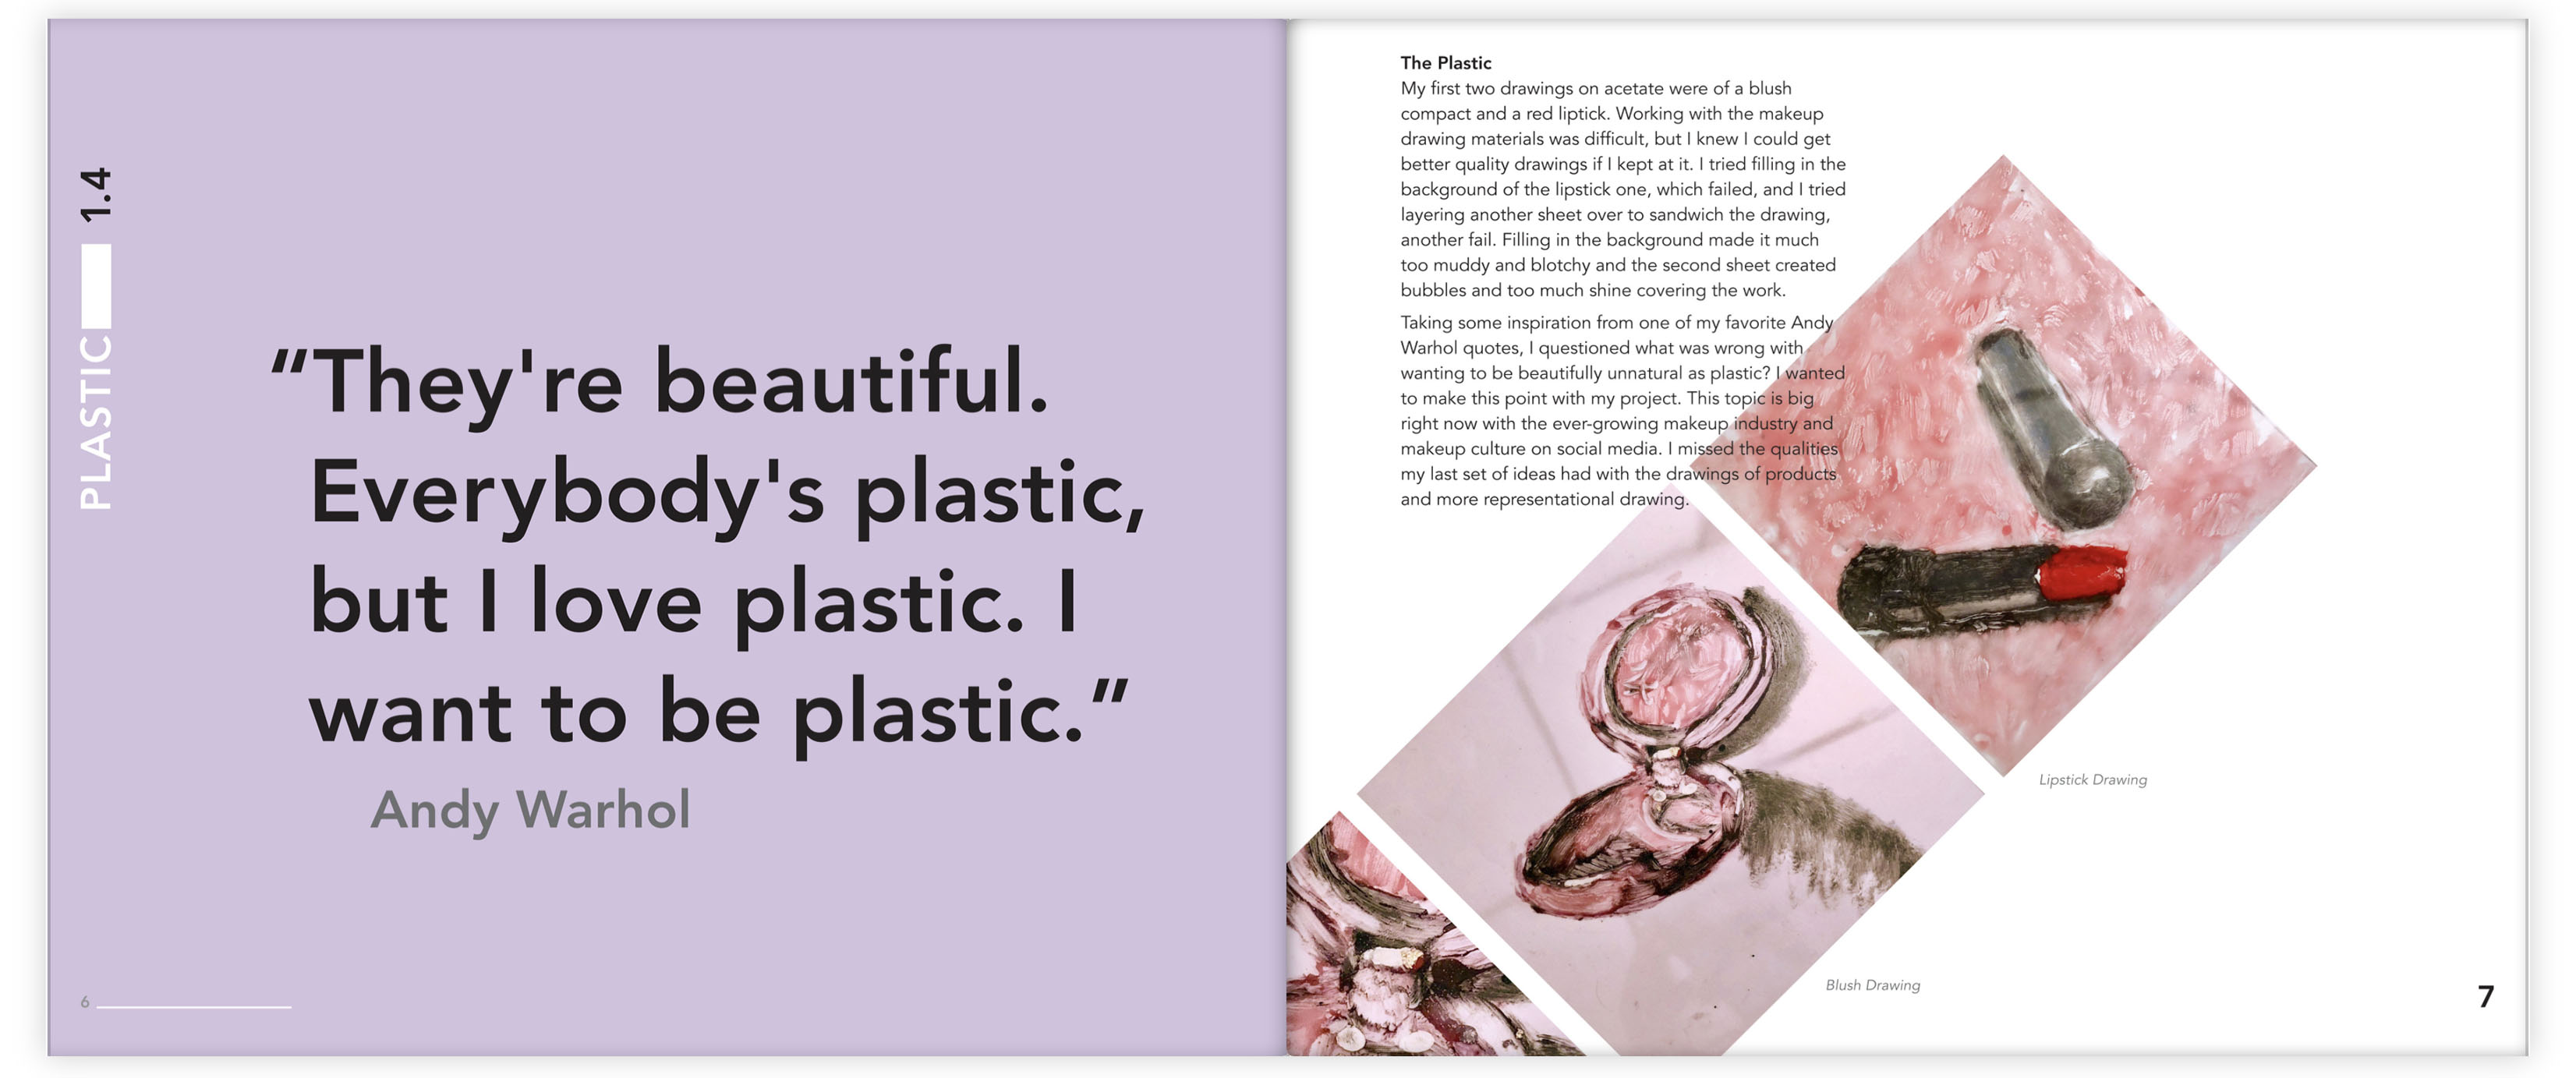 PLASTIC 1.4
“They're beautiful.
Everybody's plastic,
but I love plastic. I
want to be plastic.”
Andy Warhol
6
The Plastic
My first two drawings on acetate were of a blush
compact and a red liptick. Working with the makeup
drawing materials was difficult, but I knew I could get
better quality drawings if I kept at it. I tried filling in the
background of the lipstick one, which failed, and I tried
layering another sheet over to sandwich the drawing,
another fail. Filling in the background made it much
too muddy and blotchy and the second sheet created
bubbles and too much shine covering the work.
Taking some inspiration from one of my favorite Andy
Warhol quotes, I questioned what was wrong with
wanting to be beautifully unnatural as plastic? I wanted
to make this point with my project. This topic is big
right now with the ever-growing makeup industry and
makeup culture on social media. I missed the qualities
my last set of ideas had with the drawings of products
and more representational drawing.
Lipstick Drawing
Blush Drawing
7